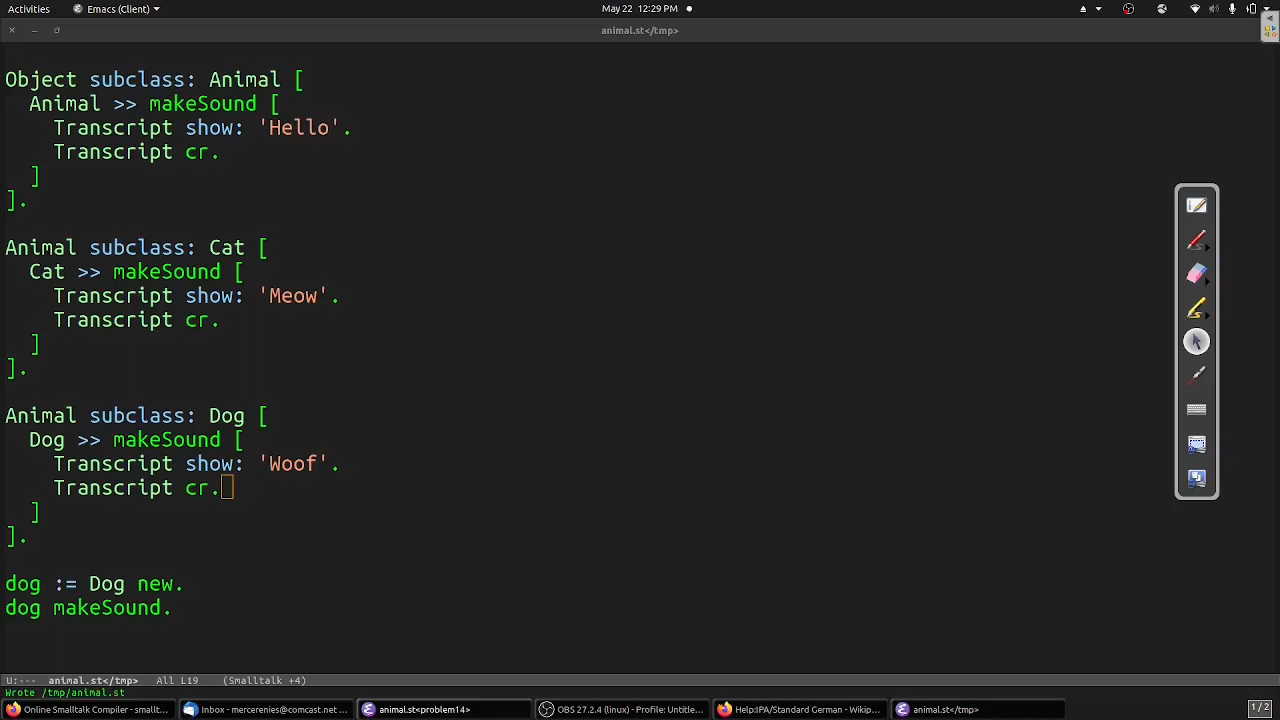 Activities Emacs (Client) May 22 12:29 PM
animal.st</tmp>
Object subclass: Animal [
Animal >> makeSound [
Transcript show: 'Hello'.
Transcript cr.
]
].
Animal subclass: Cat [
Cat >> makeSound [
Transcript show: 'Meow'.
Transcript cr.
]
].
Animal subclass: Dog [
Dog >> makeSound [
Transcript show: 'Woof'.
Transcript cr.
]
].
dog := Dog new.
dog makeSound.
U:--- animal.st</tmp> All L19 (Smalltalk +4)
Wrote /tmp/animal.st
Online Smalltalk Compiler - smallt... Inbox - mercerenies@comcast.net ... animal.st<problem14> OBS 27.2.4 (linux) - Profile: Untitle... Help:IPA/Standard German - Wikip... animal.st</tmp> 1/2